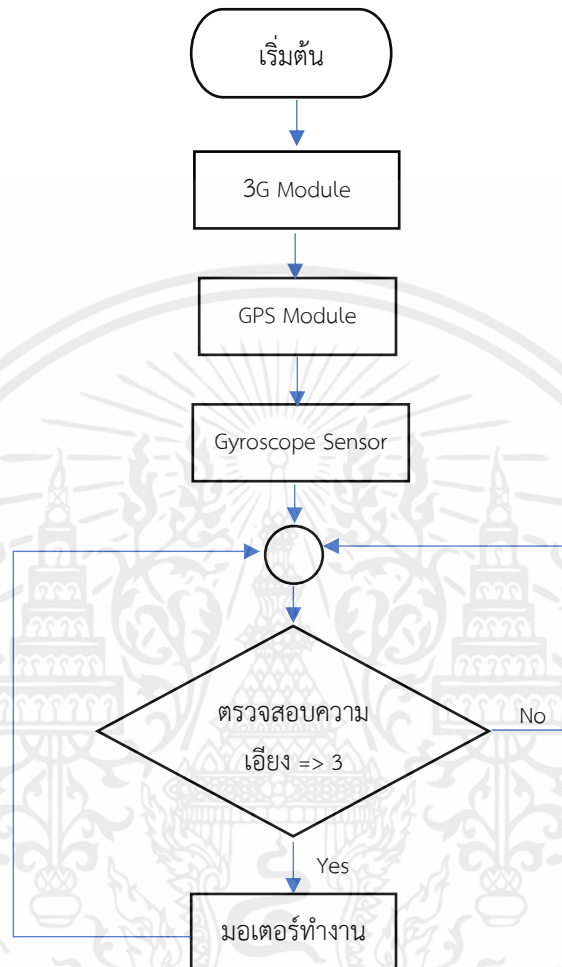 เริ่มต้น
3G Module
GPS Module
Gyroscope Sensor
ตรวจสอบความ
เอียง => 3
No
Yes
มอเตอร์ทำงาน